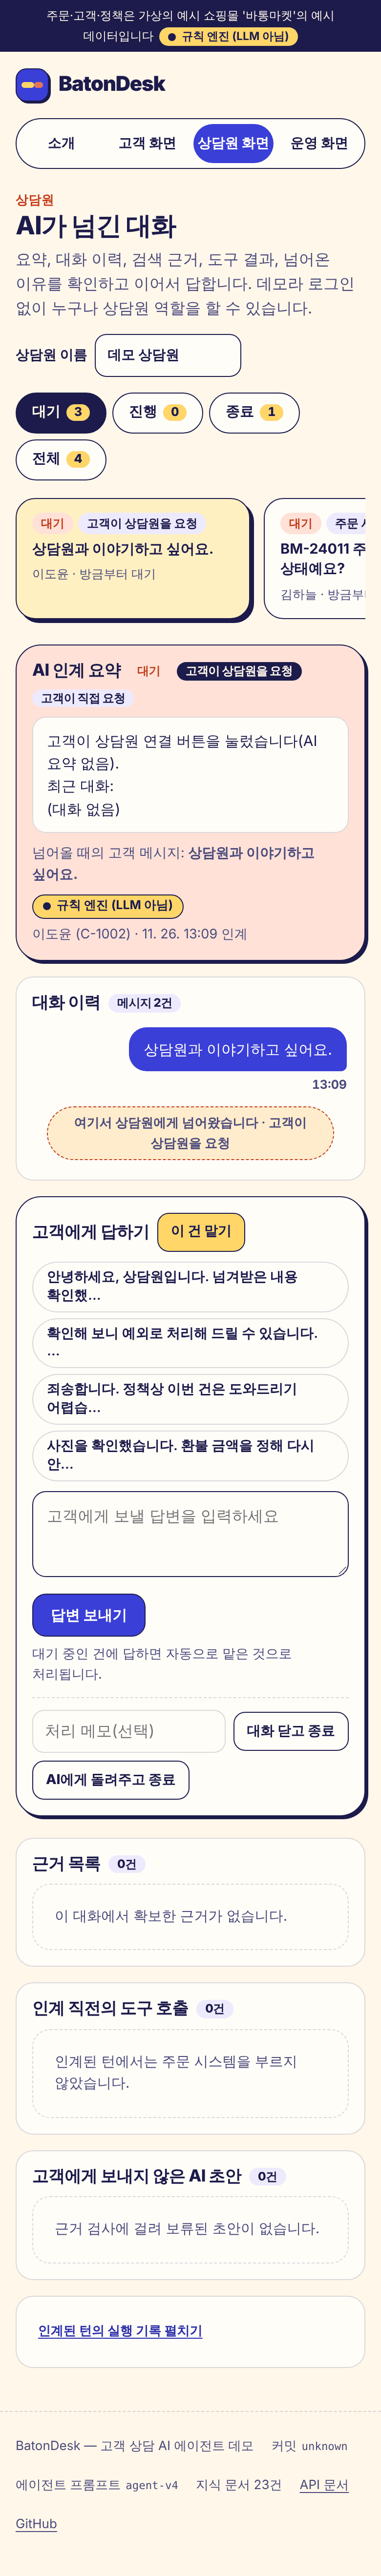 주문·고객·정책은 가상의 예시 쇼핑몰 '바통마켓'의 예시
데이터입니다 규칙 엔진 (LLM 아님)
BatonDesk
소개 고객 화면 상담원 화면 운영 화면
상담원
AI가 넘긴 대화
요약, 대화 이력, 검색 근거, 도구 결과, 넘어온
이유를 확인하고 이어서 답합니다. 데모라 로그인
없이 누구나 상담원 역할을 할 수 있습니다.
상담원 이름 데모 상담원
대기 3 진행 0 종료 1
전체 4
대기 고객이 상담원을 요청
상담원과 이야기하고 싶어요.
이도윤 · 방금부터 대기
대기 주문
BM-24011 주
상태예요?
김하늘 · 방금부
AI 인계 요약 대기 고객이 상담원을 요청
고객이 직접 요청
고객이 상담원 연결 버튼을 눌렀습니다(AI
요약 없음).
최근 대화:
(대화 없음)
넘어올 때의 고객 메시지: 상담원과 이야기하고
싶어요.
규칙 엔진 (LLM 아님)
이도윤 (C-1002) · 11. 26. 13:09 인계
대화 이력 메시지 2건
상담원과 이야기하고 싶어요.
13:09
여기서 상담원에게 넘어왔습니다 · 고객이
상담원을 요청
고객에게 답하기 이 건 맡기
안녕하세요, 상담원입니다. 넘겨받은 내용
확인했...
확인해 보니 예외로 처리해 드릴 수 있습니다.
...
죄송합니다. 정책상 이번 건은 도와드리기
어렵습...
사진을 확인했습니다. 환불 금액을 정해 다시
안...
고객에게 보낼 답변을 입력하세요
답변 보내기
대기 중인 건에 답하면 자동으로 맡은 것으로
처리됩니다.
처리 메모(선택) 대화 닫고 종료
AI에게 돌려주고 종료
근거 목록 0건
이 대화에서 확보한 근거가 없습니다.
인계 직전의 도구 호출 0건
인계된 턴에서는 주문 시스템을 부르지
않았습니다.
고객에게 보내지 않은 AI 초안 0건
근거 검사에 걸려 보류된 초안이 없습니다.
인계된 턴의 실행 기록 펼치기
BatonDesk — 고객 상담 AI 에이전트 데모 커밋 unknown
에이전트 프롬프트 agent-v4 지식 문서 23건 API 문서
GitHub